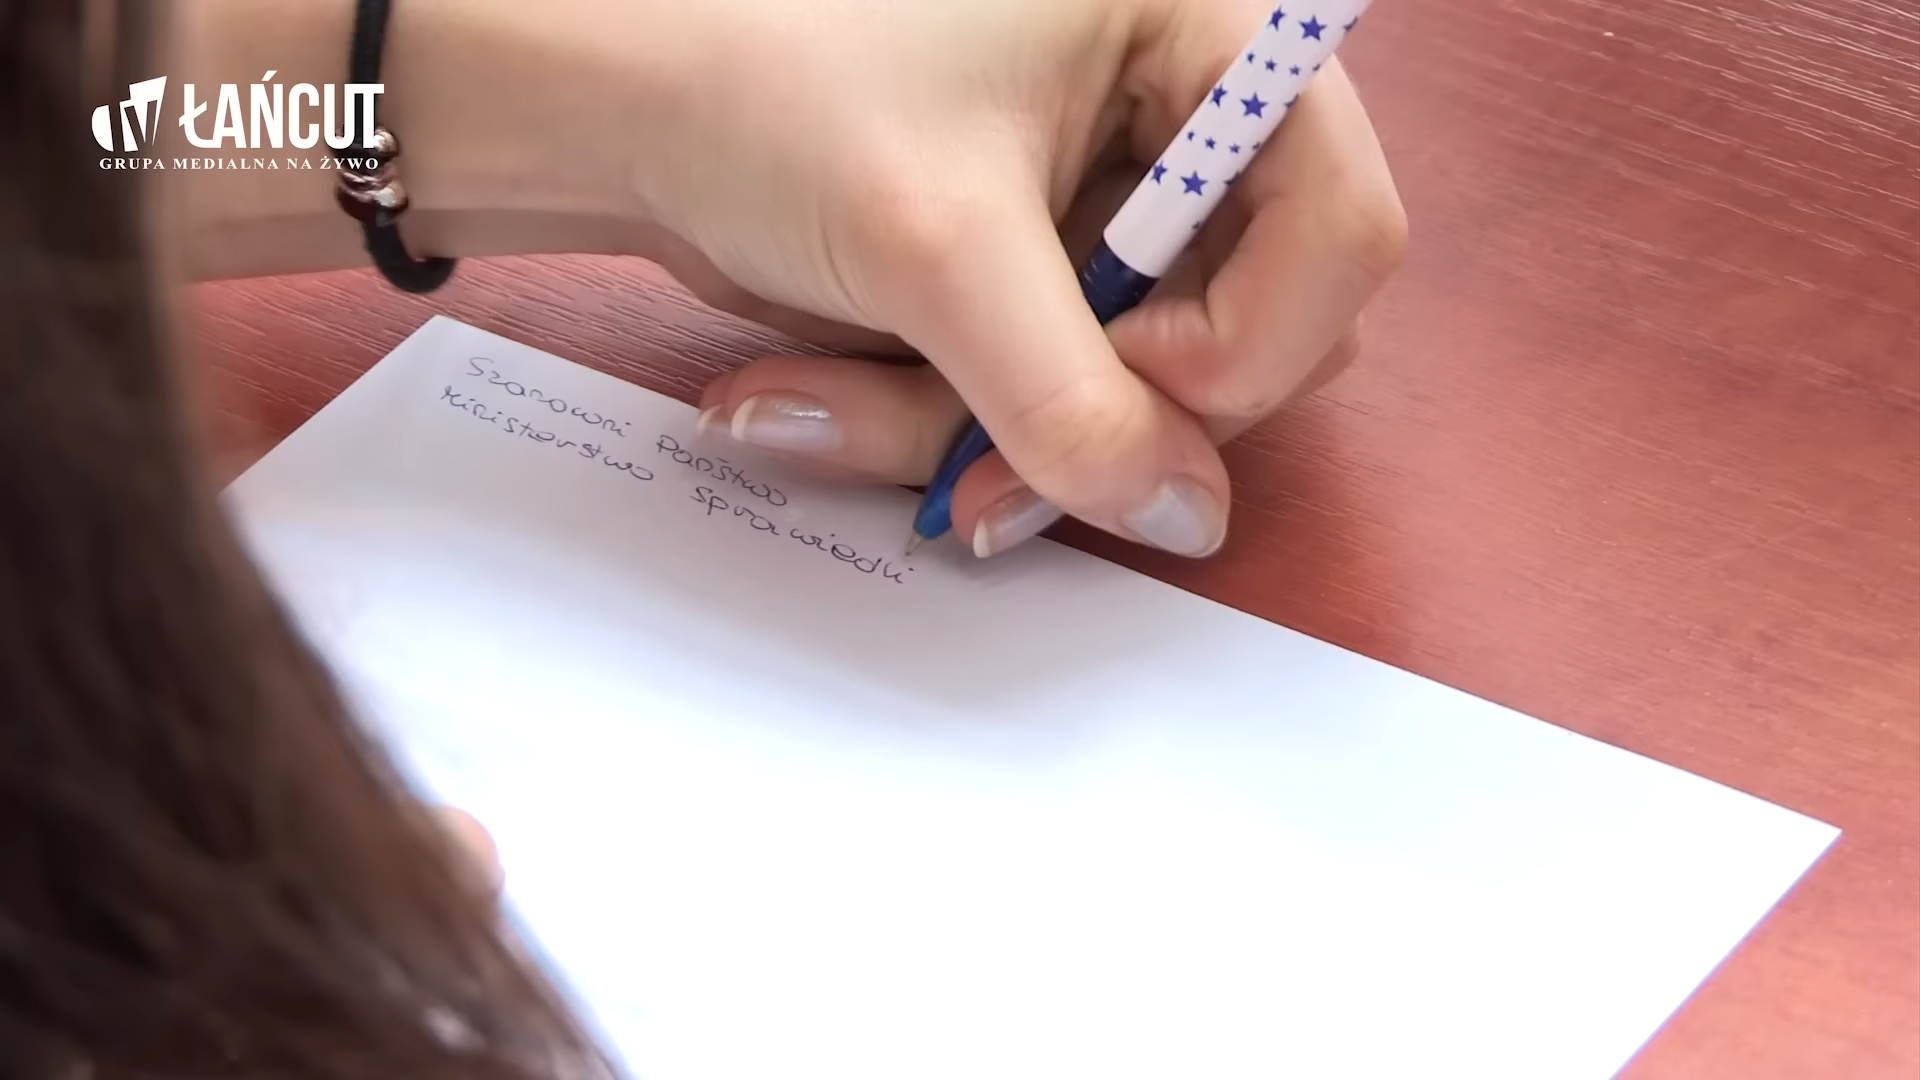 ŁAŃCUT
GRUPA MEDIALNA NA ŻYWO
Szanowni Państwo
Ministerstwo sprawiedli